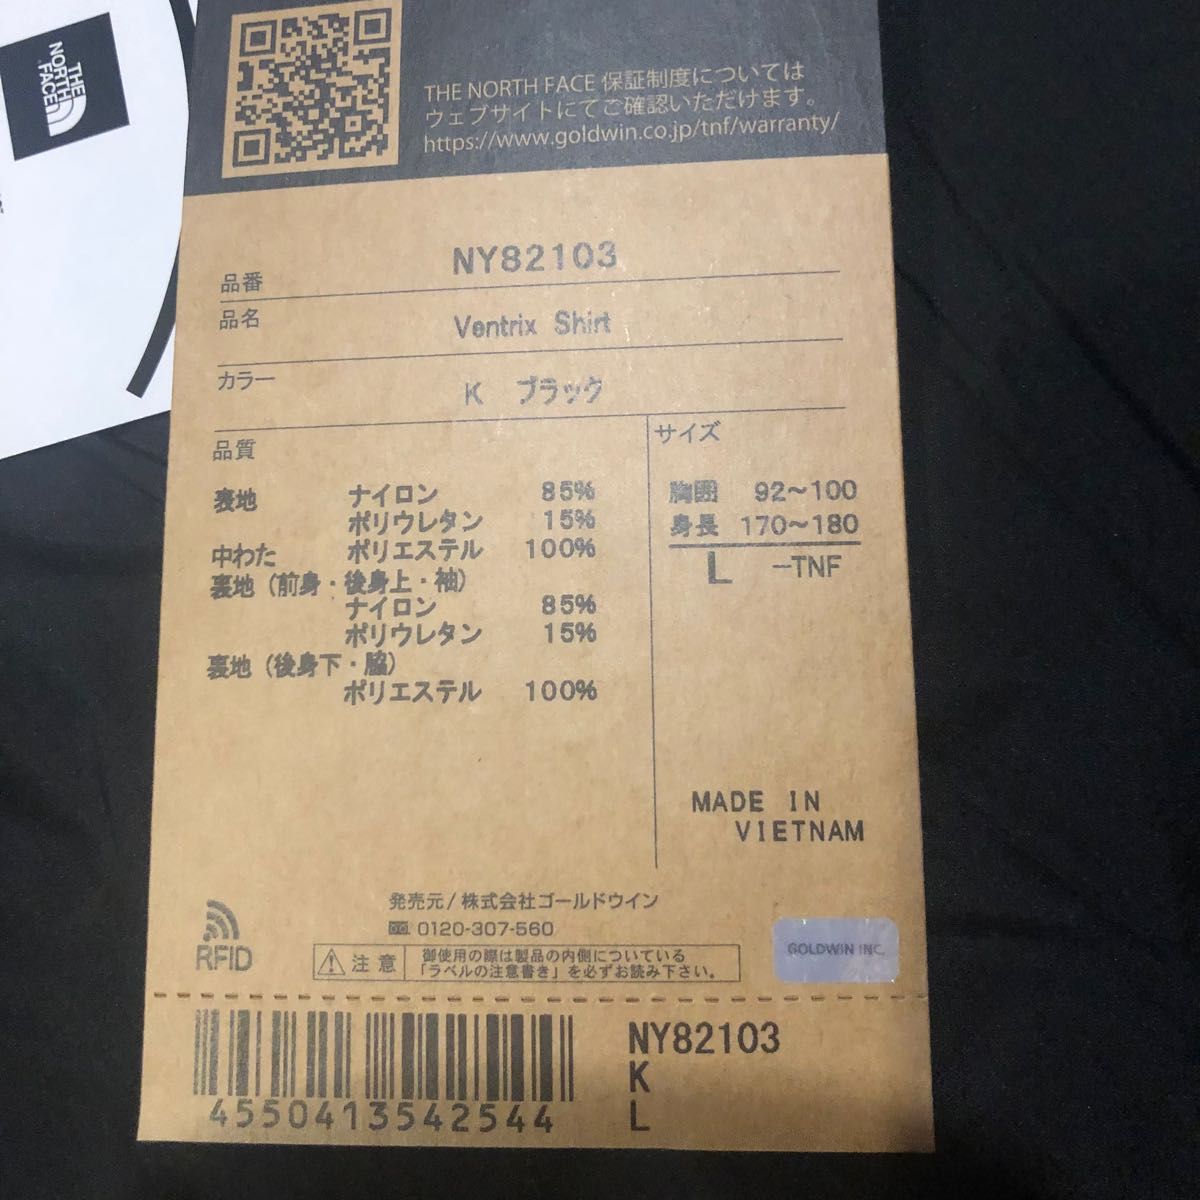 THE
NORTH
FACE
THE NORTH FACE 保証制度については
ウェブサイトにてご確認いただけます。
https://www.goldwin.co.jp/tnf/warranty/
品番 NY82103
品名 Ventrix Shirt
カラー K ブラック
品質
表地 ナイロン 85%
ポリウレタン 15%
中わた ポリエステル 100%
裏地(前身・後身上・袖)
ナイロン 85%
ポリウレタン 15%
裏地(後身下・脇)
ポリエステル 100%
サイズ
胸囲 92〜100
身長 170〜180
L -TNF
MADE IN
VIETNAM
発売元/株式会社ゴールドウイン
0120-307-560
RFID
注意
御使用の際は製品の内側についている
「ラベルの注意書き」を必ずお読み下さい。
GOLDWIN INC.
4550413542544
NY82103
K
L